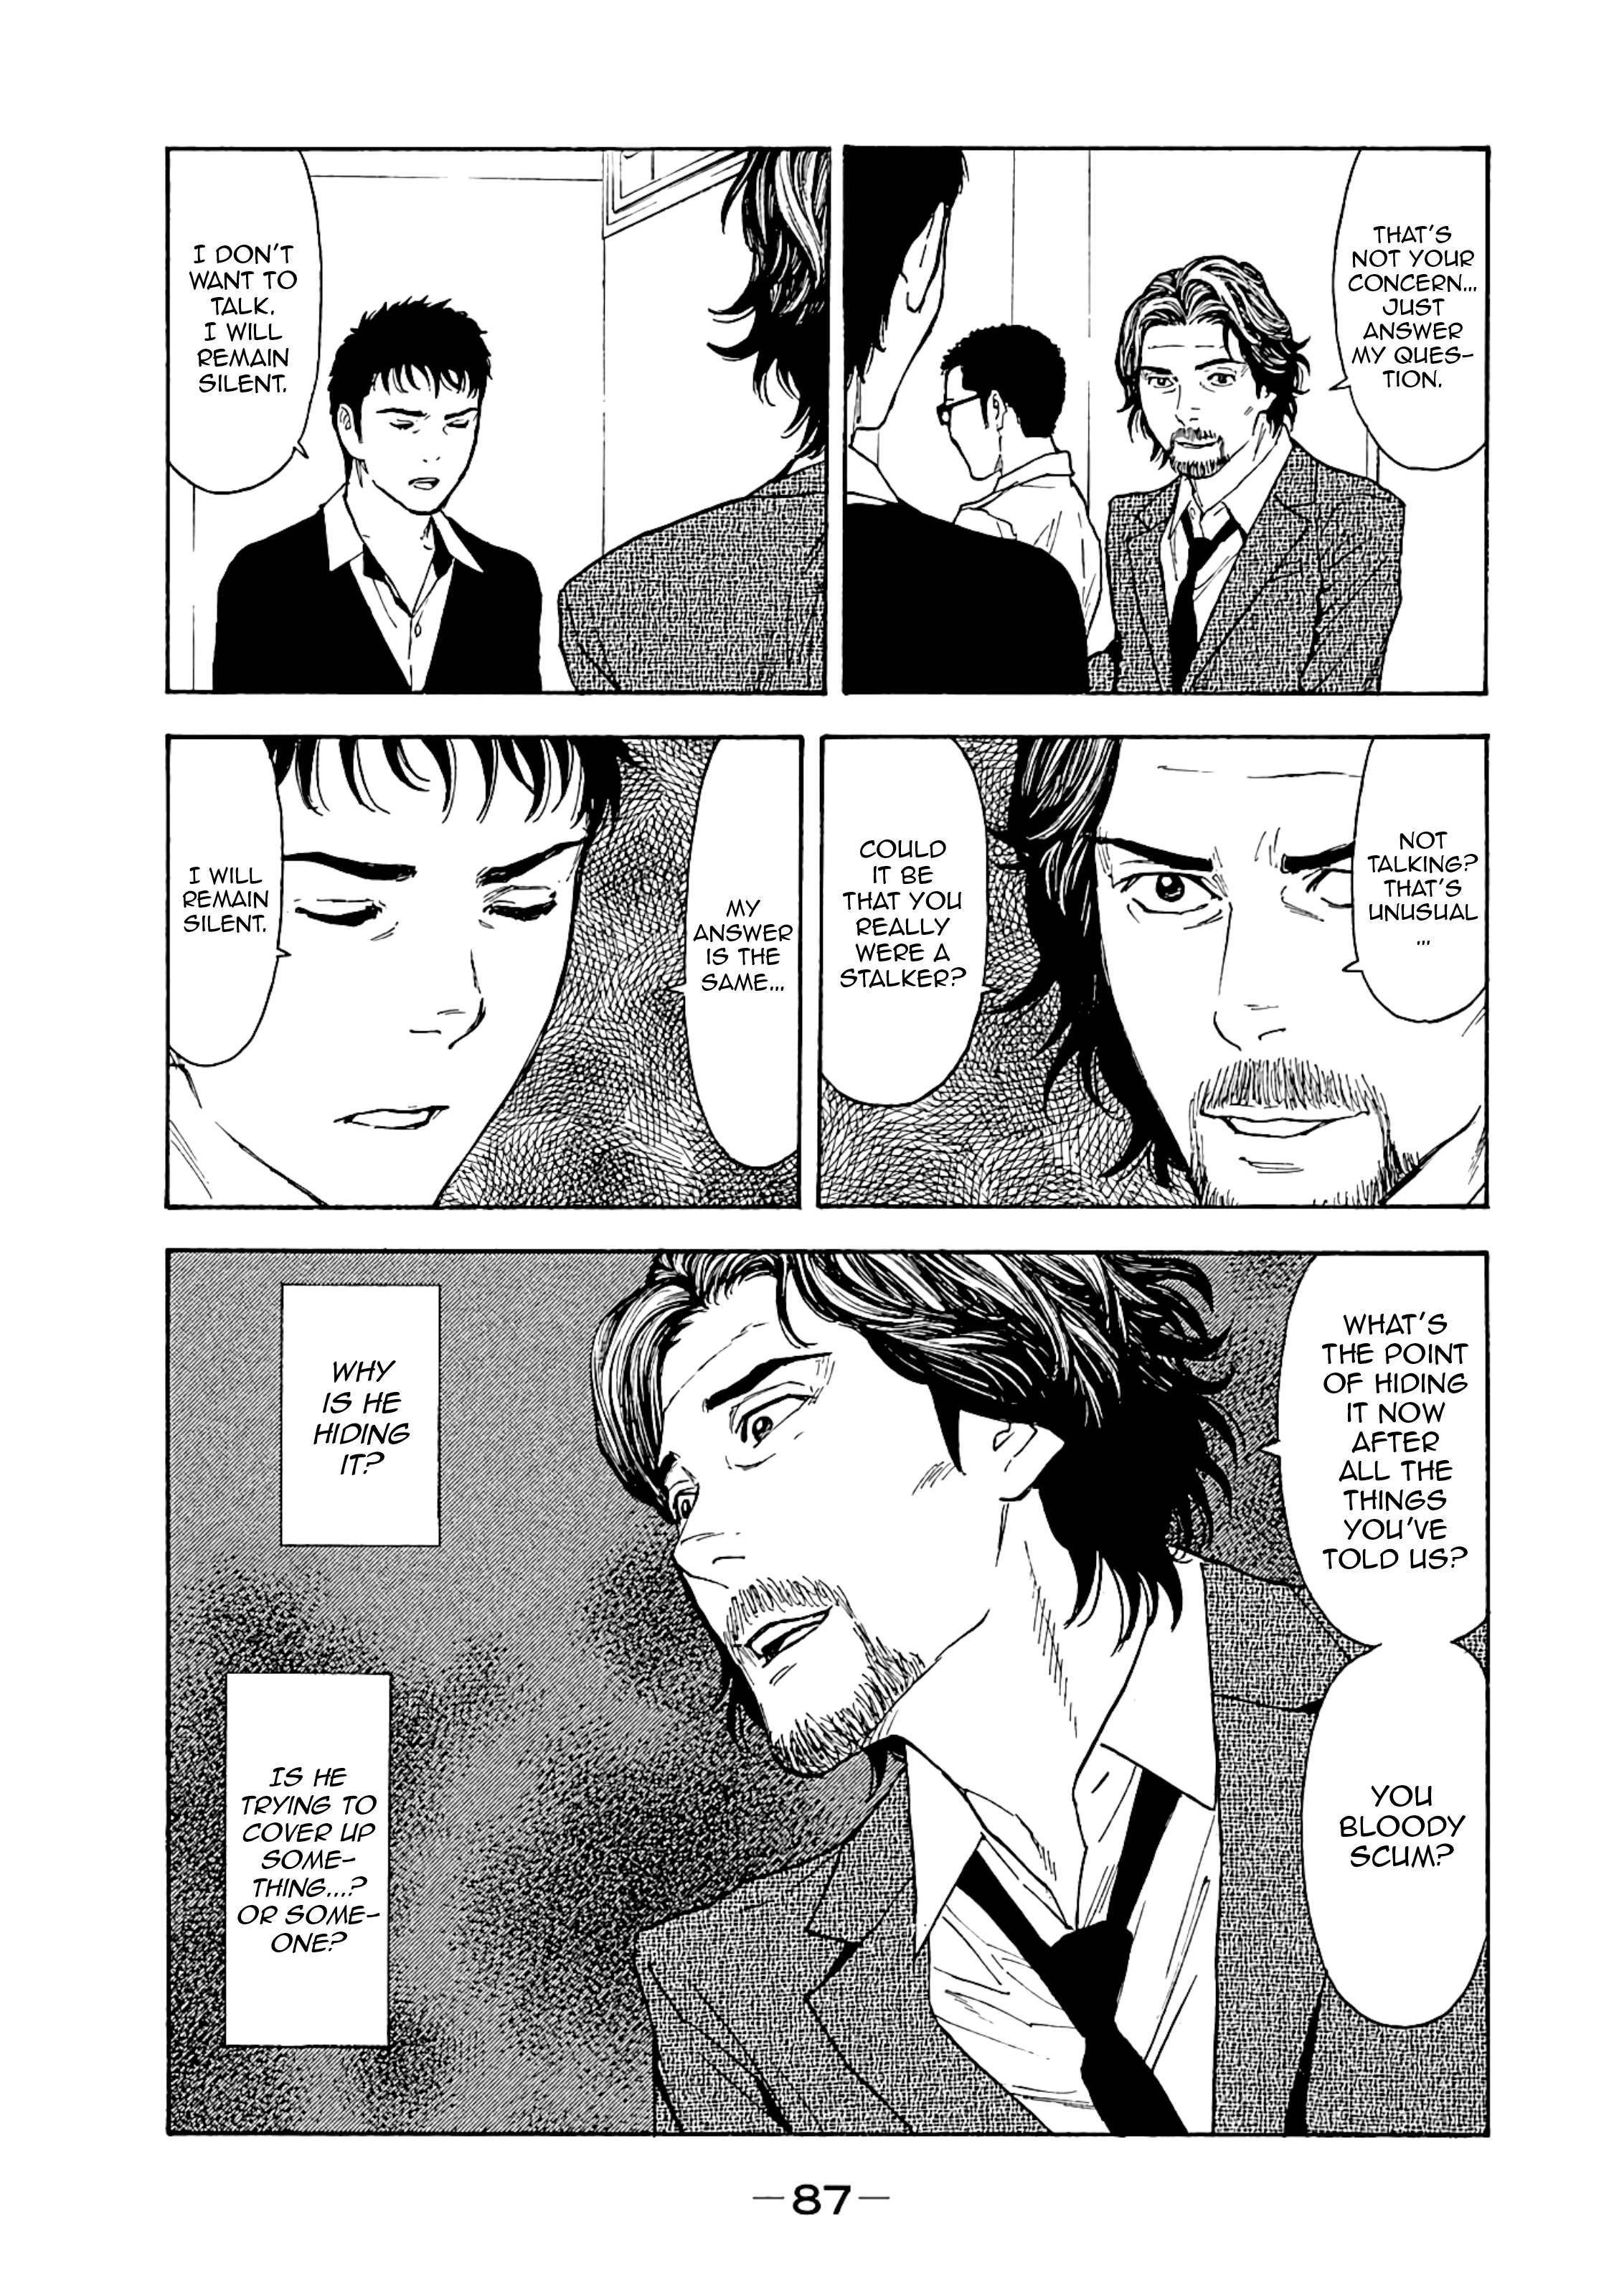 THAT'S
NOT YOUR
CONCERN...
JUST
ANSWER
MY QUES-
TION.
I DON'T
WANT TO
TALK.
I WILL
REMAIN
SILENT.
NOT
TALKING?
THAT'S
UNUSUAL
...
COULD
IT BE
THAT YOU
REALLY
WERE A
STALKER?
MY
ANSWER
IS THE
SAME...
I WILL
REMAIN
SILENT.
WHAT'S
THE POINT
OF HIDING
IT NOW
AFTER
ALL THE
THINGS
YOU'VE
TOLD US?
YOU
BLOODY
SCUM?
WHY
IS HE
HIDING
IT?
IS HE
TRYING TO
COVER UP
SOME-
THING...?
OR SOME-
ONE?
—87—